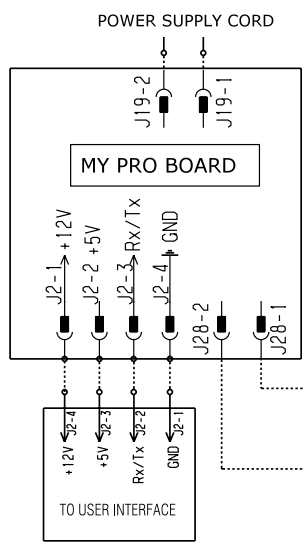 POWER SUPPLY CORD
J19-2
J19-1
MY PRO BOARD
J2-1
+12V
J2-2
+5V
J2-3
Rx/Tx
J2-4
GND
J28-2
J28-1
J2-4
J2-3
J2-2
J2-1
+12V
+5V
Rx/Tx
GND
TO USER INTERFACE